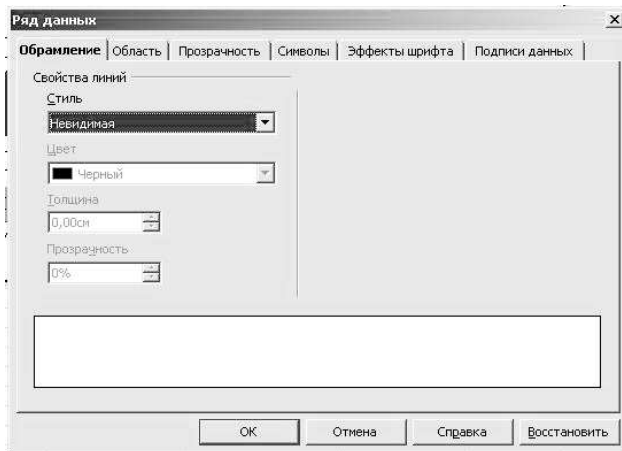 Ряд данных
Обрамление Область Прозрачность Символы Эффекты шрифта Подписи данных
Свойства линий
Стиль
Невидимая
Цвет
Черный
Толщина
0,00см
Прозрачность
0%
ОК Отмена Справка Восстановить